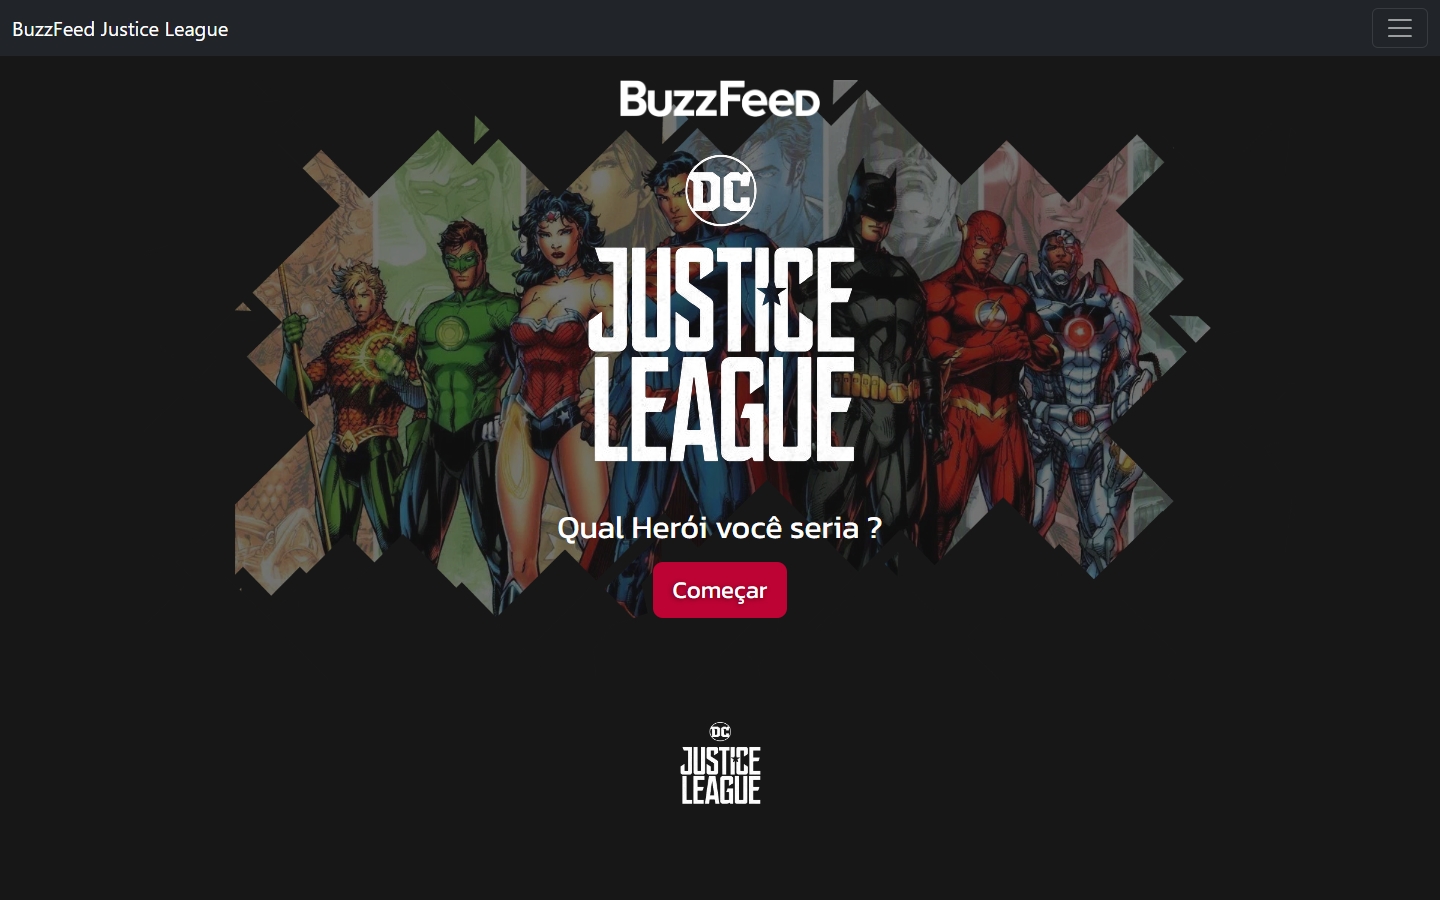 BuzzFeed Justice League
BuzzFeed
DC
JUSTICE
LEAGUE
Qual Herói você seria ?
Começar
DC
JUSTICE
LEAGUE